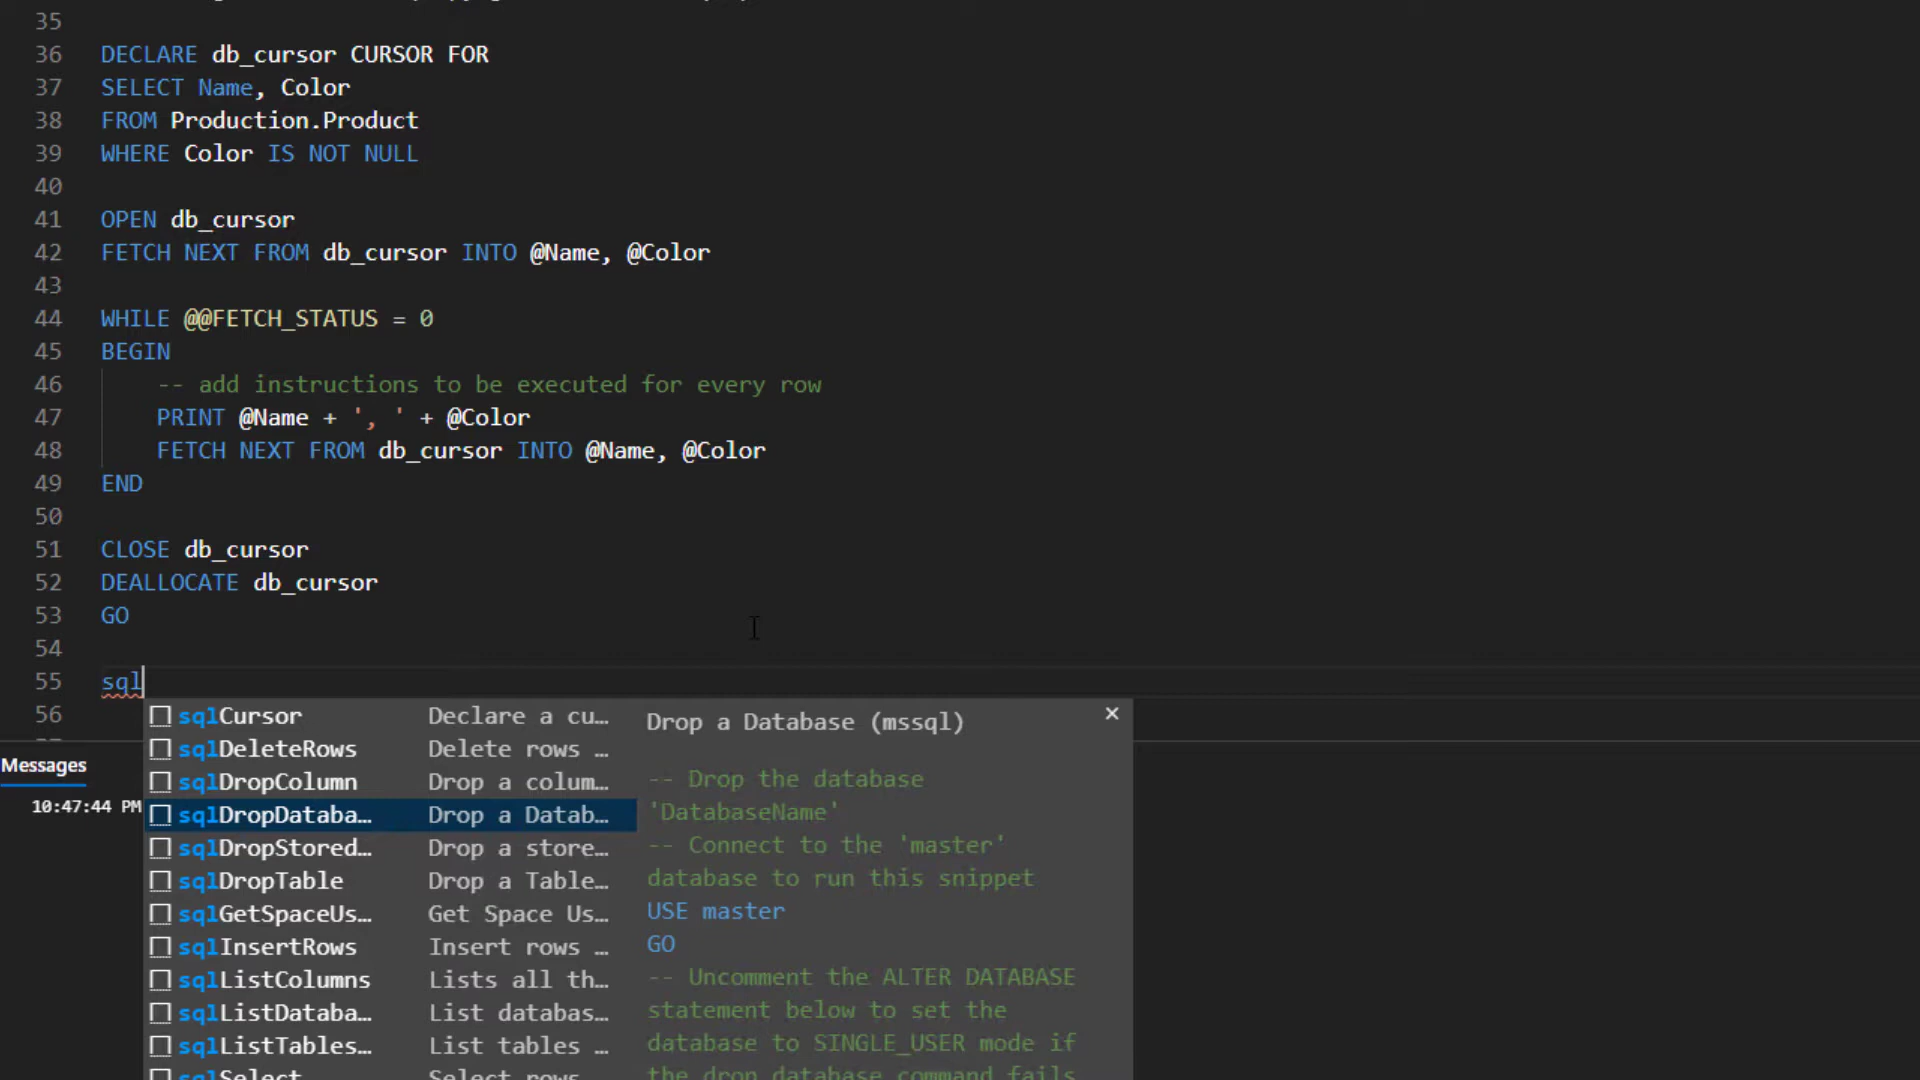 35
36 DECLARE db_cursor CURSOR FOR
37 SELECT Name, Color
38 FROM Production.Product
39 WHERE Color IS NOT NULL
40
41 OPEN db_cursor
42 FETCH NEXT FROM db_cursor INTO @Name, @Color
43
44 WHILE @@FETCH_STATUS = 0
45 BEGIN
46 -- add instructions to be executed for every row
47 PRINT @Name + ', ' + @Color
48 FETCH NEXT FROM db_cursor INTO @Name, @Color
49 END
50
51 CLOSE db_cursor
52 DEALLOCATE db_cursor
53 GO
54
55 sql
56
sqlCursor Declare a cu…
sqlDeleteRows Delete rows …
sqlDropColumn Drop a colum…
sqlDropDataba… Drop a Datab…
sqlDropStored… Drop a store…
sqlDropTable Drop a Table…
sqlGetSpaceUs… Get Space Us…
sqlInsertRows Insert rows …
sqlListColumns Lists all th…
sqlListDataba… List databas…
sqlListTables… List tables …
sqlSelect Select rows
Drop a Database (mssql)
-- Drop the database
'DatabaseName'
-- Connect to the 'master'
database to run this snippet
USE master
GO
-- Uncomment the ALTER DATABASE
statement below to set the
database to SINGLE_USER mode if
the drop database command fails
Messages
10:47:44 PM